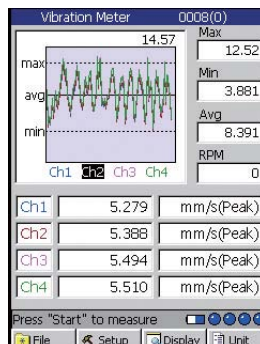 Vibration Meter 0008(0)
14.57
max
avg
min
Ch1 Ch2 Ch3 Ch4
Max
12.52
Min
3.881
Avg
8.391
RPM
0
Ch1 5.279 mm/s(Peak)
Ch2 5.388 mm/s(Peak)
Ch3 5.494 mm/s(Peak)
Ch4 5.510 mm/s(Peak)
Press "Start" to measure
File Setup Display Unit